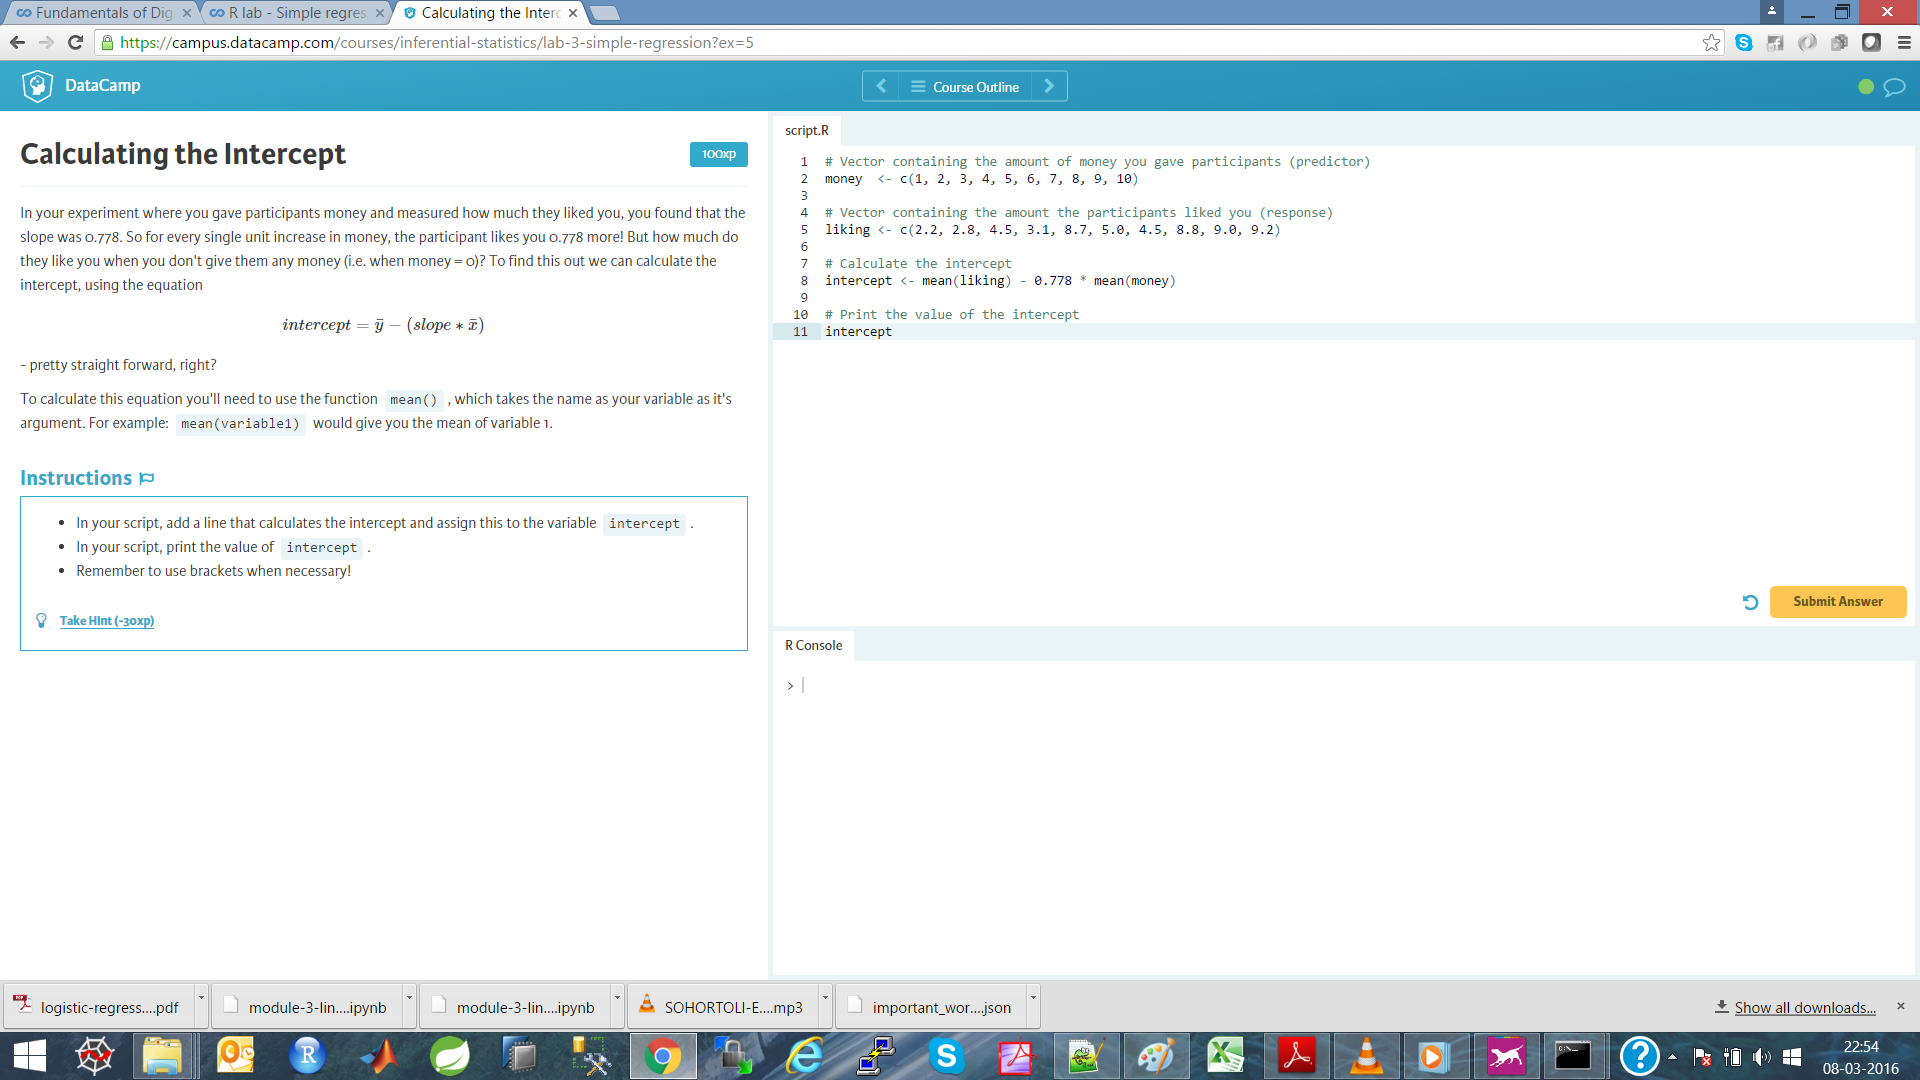 Fundamentals of Dig
R lab - Simple regres
Calculating the Interc
https://campus.datacamp.com/courses/inferential-statistics/lab-3-simple-regression?ex=5
DataCamp
Course Outline
Calculating the Intercept
100xp
In your experiment where you gave participants money and measured how much they liked you, you found that the
slope was 0.778. So for every single unit increase in money, the participant likes you 0.778 more! But how much do
they like you when you don't give them any money (i.e. when money = 0)? To find this out we can calculate the
intercept, using the equation
intercept = ȳ − (slope ∗ x̄)
- pretty straight forward, right?
To calculate this equation you'll need to use the function mean() , which takes the name as your variable as it's
argument. For example: mean(variable1) would give you the mean of variable 1.
Instructions
• In your script, add a line that calculates the intercept and assign this to the variable intercept .
• In your script, print the value of intercept .
• Remember to use brackets when necessary!
Take Hint (-30xp)
script.R
1 # Vector containing the amount of money you gave participants (predictor)
2 money  <- c(1, 2, 3, 4, 5, 6, 7, 8, 9, 10)
3
4 # Vector containing the amount the participants liked you (response)
5 liking <- c(2.2, 2.8, 4.5, 3.1, 8.7, 5.0, 4.5, 8.8, 9.0, 9.2)
6
7 # Calculate the intercept
8 intercept <- mean(liking) - 0.778 * mean(money)
9
10 # Print the value of the intercept
11 intercept
Submit Answer
R Console
>
logistic-regress....pdf
module-3-lin....ipynb
module-3-lin....ipynb
SOHORTOLI-E....mp3
important_wor....json
Show all downloads...
22:54
08-03-2016